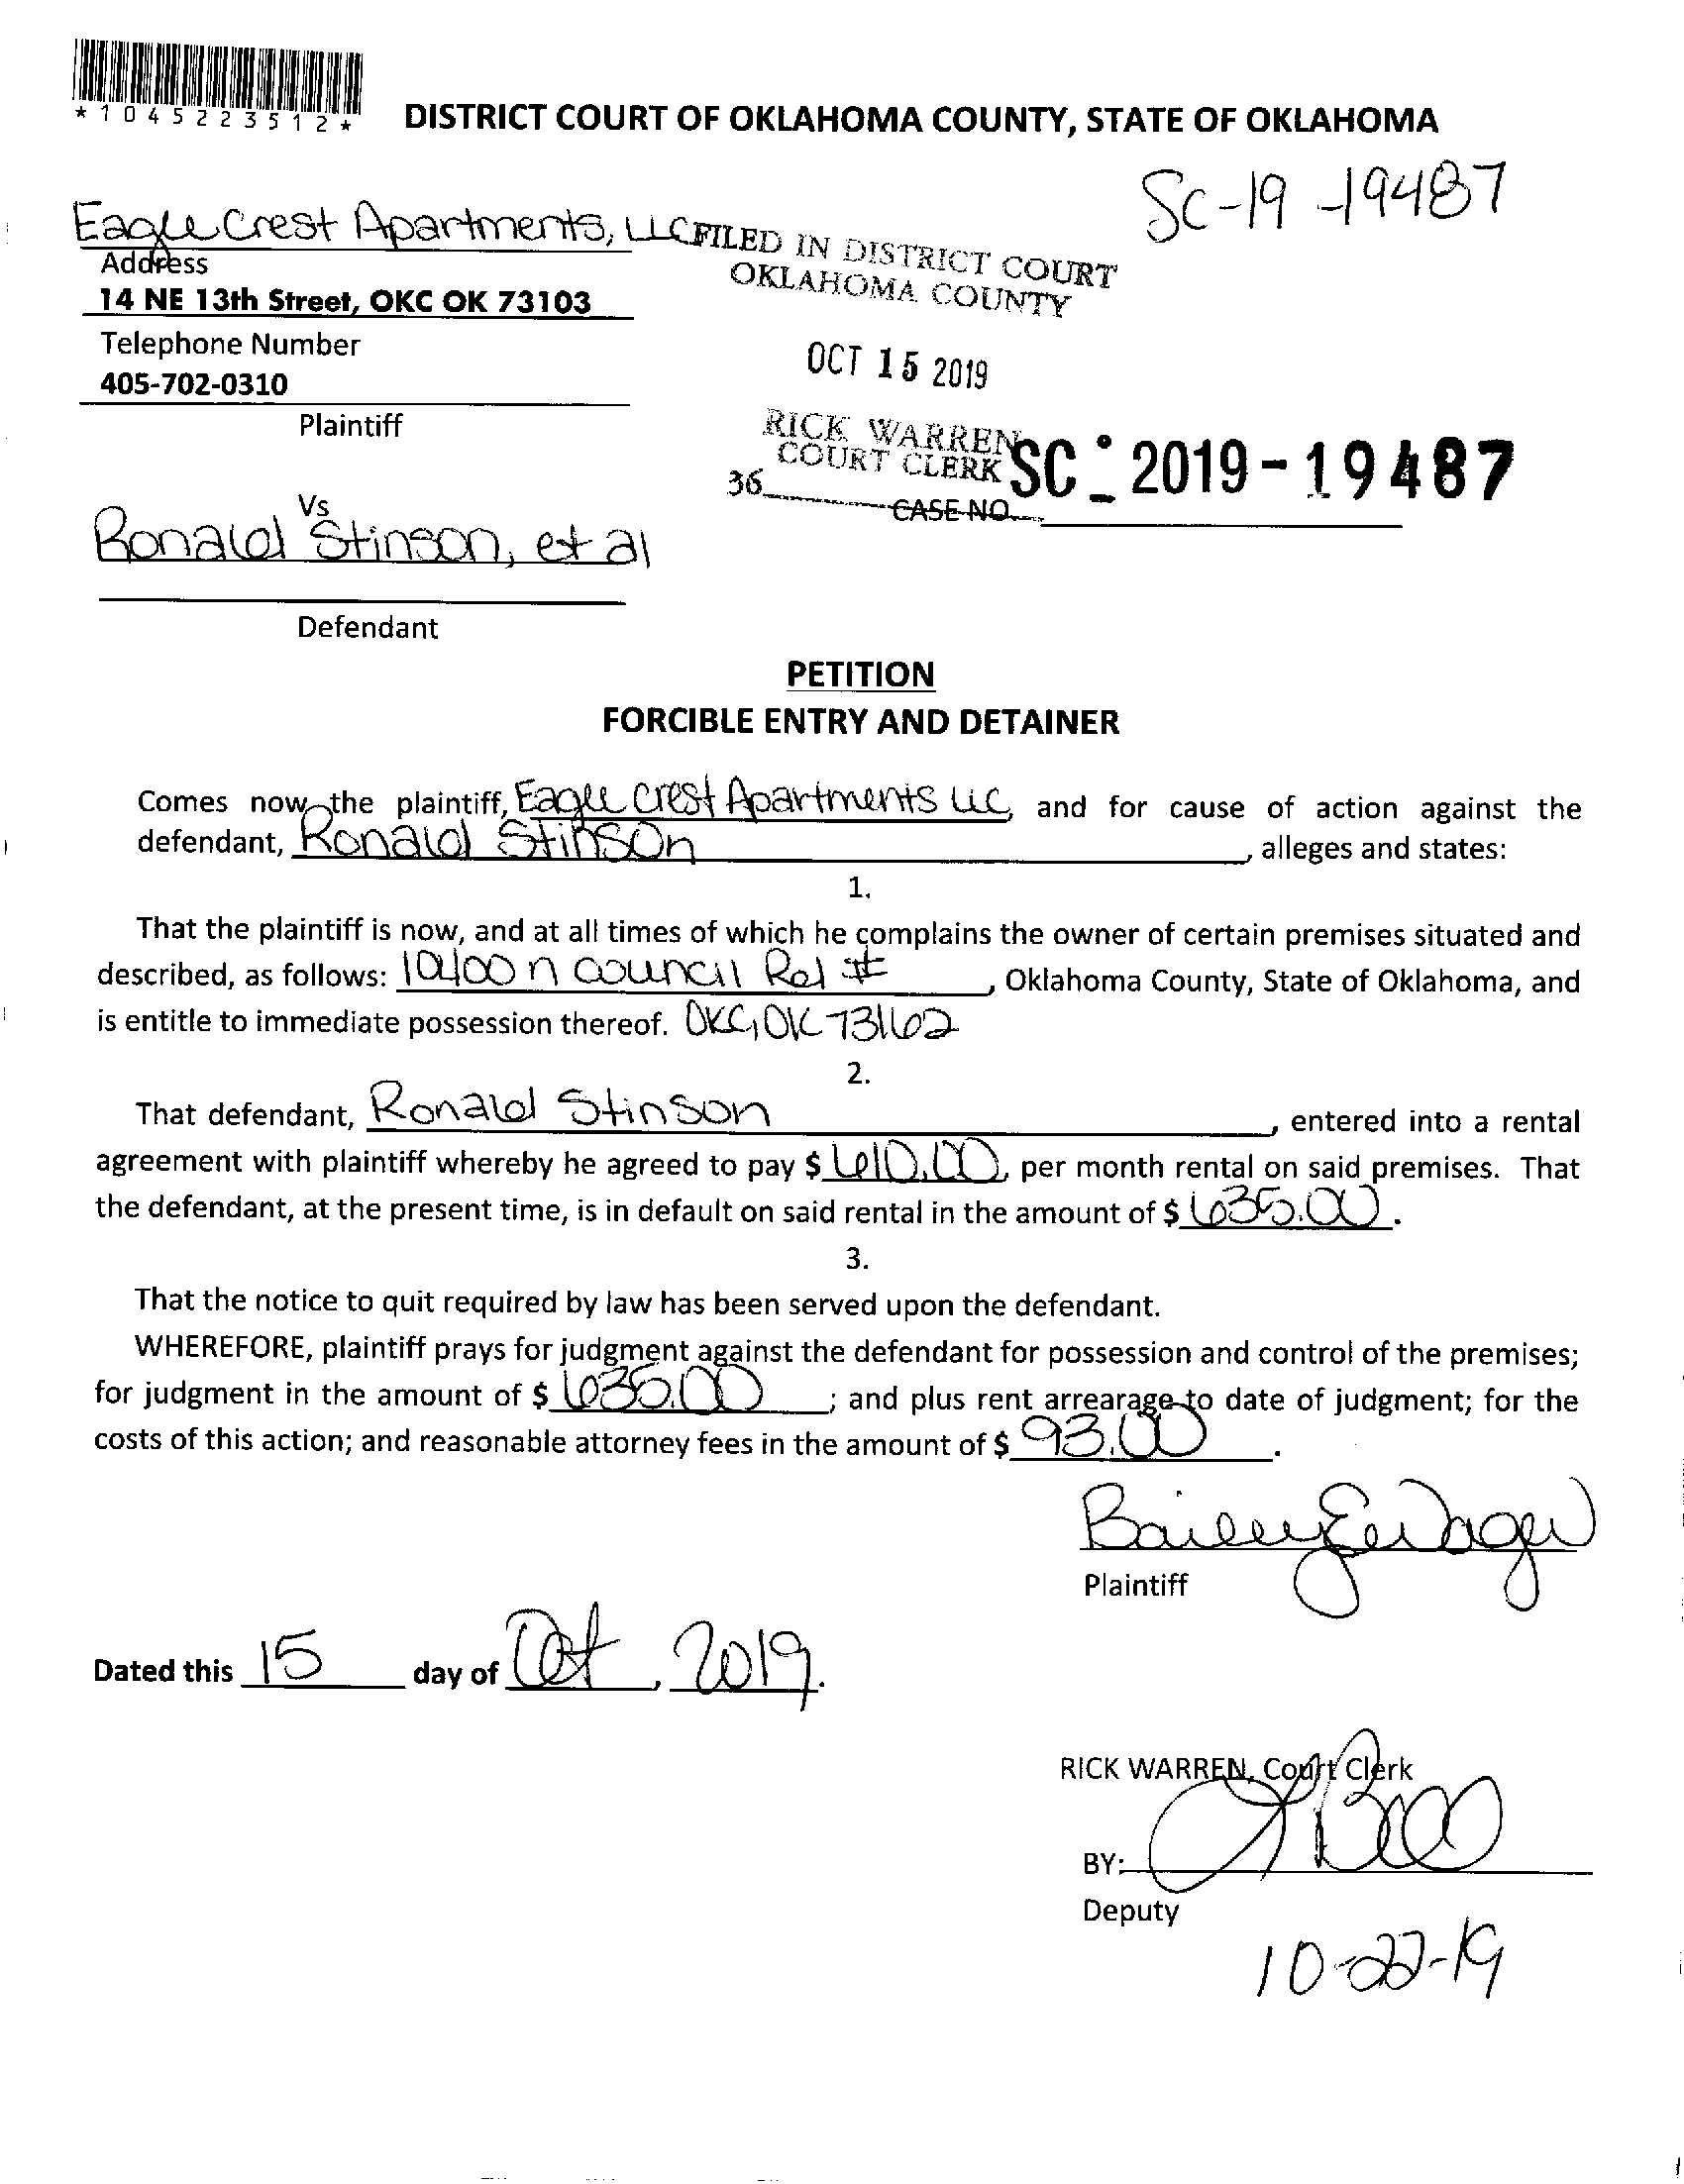 *1045223512*
DISTRICT COURT OF OKLAHOMA COUNTY, STATE OF OKLAHOMA
SC-19-19487
Eagle Crest Apartments, LLC
FILED IN DISTRICT COURT
OKLAHOMA COUNTY
Address
14 NE 13th Street, OKC OK 73103
Telephone Number
405-702-0310
OCT 15 2019
Plaintiff
RICK WARREN
COURT CLERK
SC - 2019 - 19487
36
CASE NO.
Vs
Ronald Stinson, et al
Defendant
PETITION
FORCIBLE ENTRY AND DETAINER
Comes now the plaintiff, Eagle Crest Apartments LLC, and for cause of action against the
defendant, Ronald Stinson, alleges and states:
1.
That the plaintiff is now, and at all times of which he complains the owner of certain premises situated and
described, as follows: 10400 n council Rd #, Oklahoma County, State of Oklahoma, and
is entitle to immediate possession thereof. OKC, OK 73162
2.
That defendant, Ronald Stinson, entered into a rental
agreement with plaintiff whereby he agreed to pay $ 610.00, per month rental on said premises. That
the defendant, at the present time, is in default on said rental in the amount of $ 635.00.
3.
That the notice to quit required by law has been served upon the defendant.
WHEREFORE, plaintiff prays for judgment against the defendant for possession and control of the premises;
for judgment in the amount of $ 635.00; and plus rent arrearage to date of judgment; for the
costs of this action; and reasonable attorney fees in the amount of $ 93.00.
Plaintiff
Dated this 15 day of Oct, 2019.
RICK WARREN, Court Clerk
BY:
Deputy
10-22-19